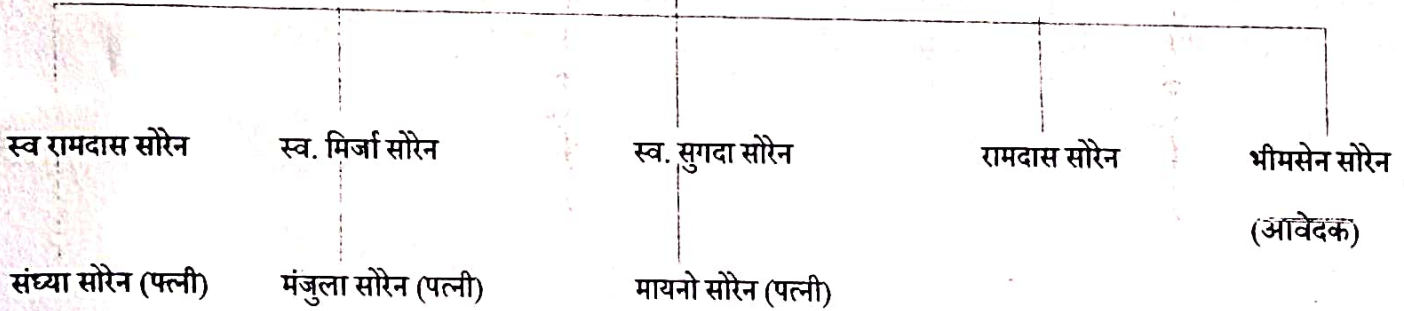 स्व रामदास सोरेन स्व. मिर्जा सोरेन स्व. सुगदा सोरेन रामदास सोरेन भीमसेन सोरेन
(आवेदक)
संध्या सोरेन (पत्नी) मंजुला सोरेन (पत्नी) मायनो सोरेन (पत्नी)